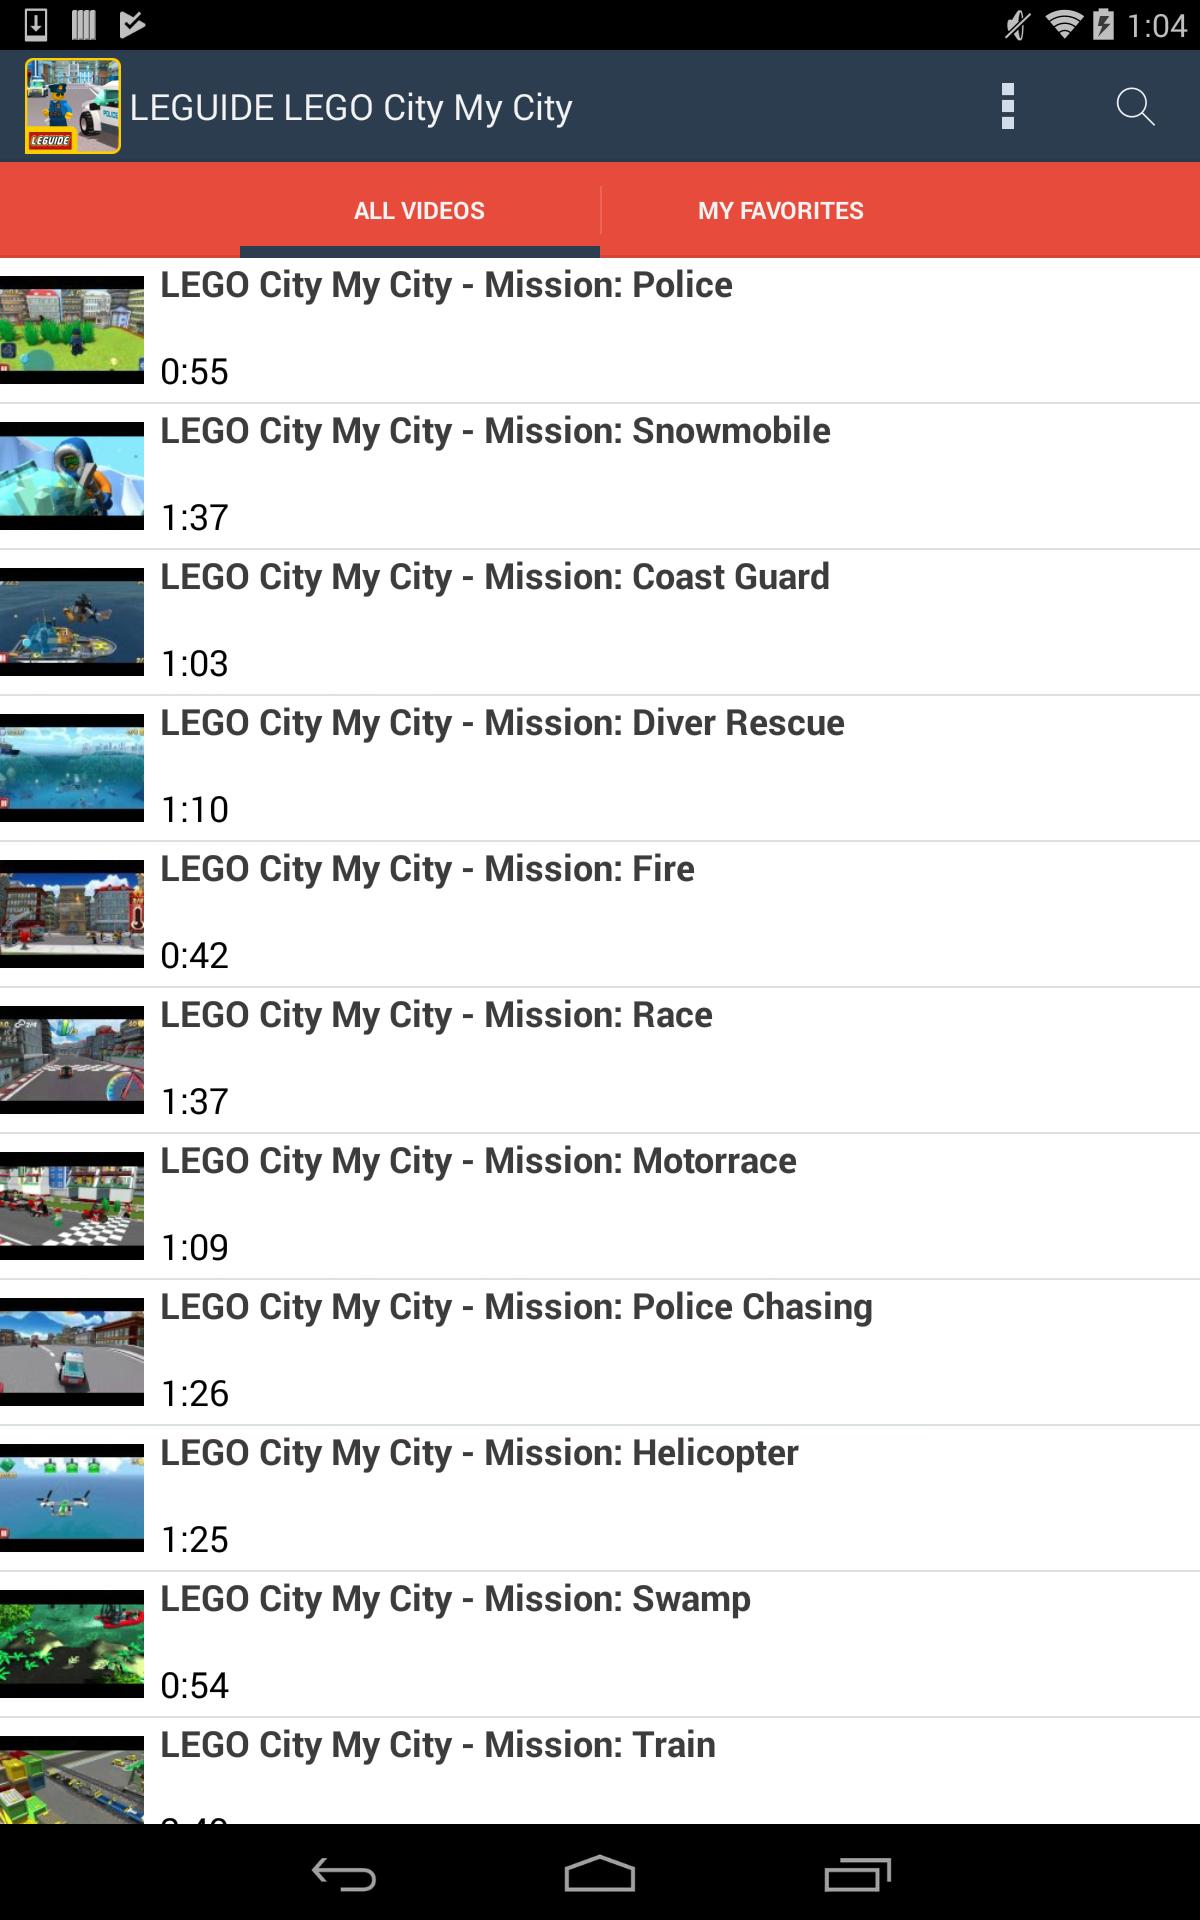 1:04
LEGUIDE LEGO City My City
POLICE
LEGUIDE
ALL VIDEOS
MY FAVORITES
LEGO City My City - Mission: Police
0:55
LEGO City My City - Mission: Snowmobile
1:37
LEGO City My City - Mission: Coast Guard
1:03
LEGO City My City - Mission: Diver Rescue
1:10
LEGO City My City - Mission: Fire
0:42
LEGO City My City - Mission: Race
1:37
LEGO City My City - Mission: Motorrace
1:09
LEGO City My City - Mission: Police Chasing
1:26
LEGO City My City - Mission: Helicopter
1:25
LEGO City My City - Mission: Swamp
0:54
LEGO City My City - Mission: Train